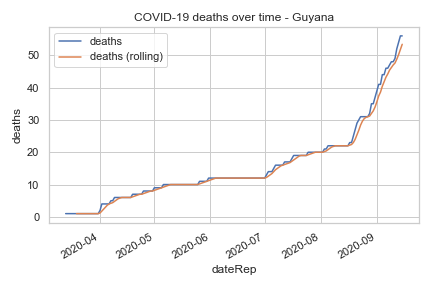 COVID-19 deaths over time - Guyana
deaths
deaths (rolling)
deaths
50
40
30
20
10
0
2020-04
2020-05
2020-06
2020-07
2020-08
2020-09
dateRep